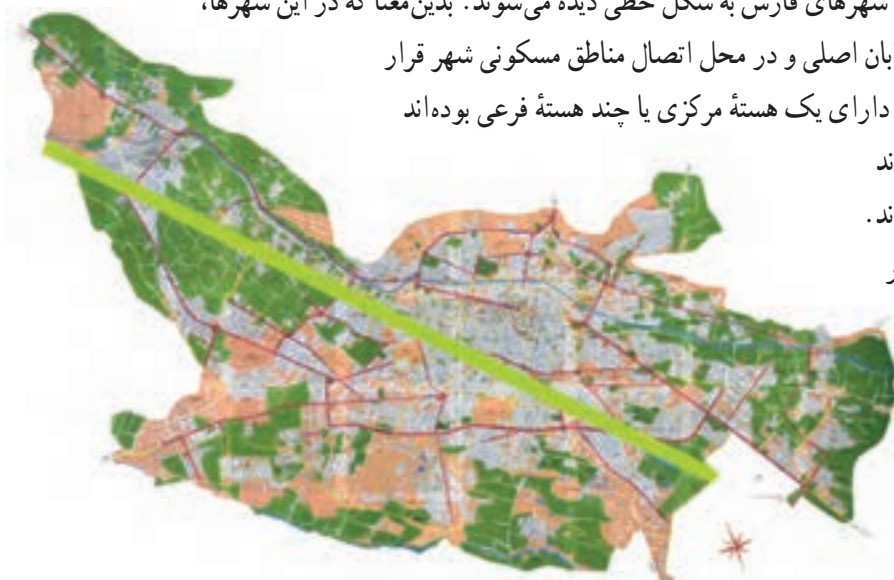 شهرهای فارس به شکل خطی دیده می‌شوند. بدین‌معنا که در این شهرها،
بان اصلی و در محل اتصال مناطق مسکونی شهر قرار
دارای یک هستهٔ مرکزی یا چند هستهٔ فرعی بوده‌اند
ند
ند.
ر